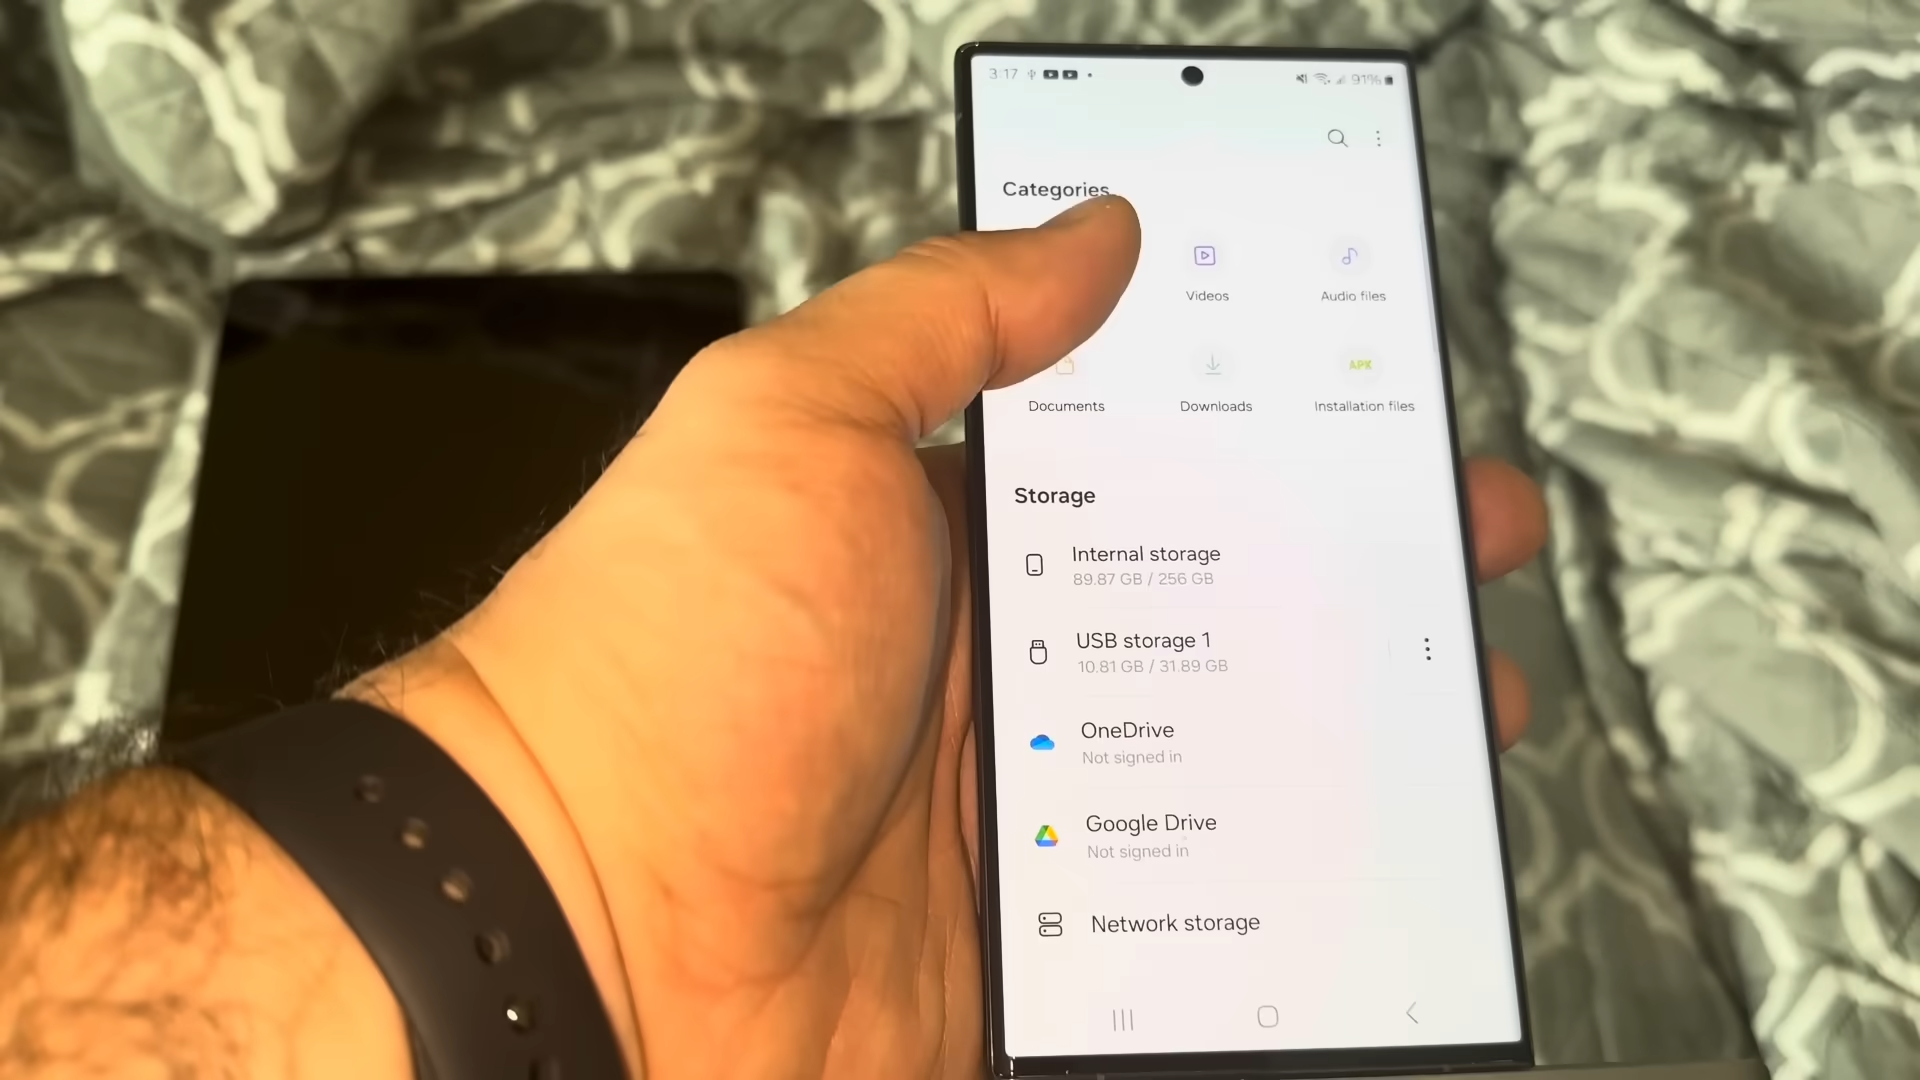 3:17
91%
Categories
Videos
Audio files
APK
Documents
Downloads
Installation files
Storage
Internal storage
89.87 GB / 256 GB
USB storage 1
10.81 GB / 31.89 GB
OneDrive
Not signed in
Google Drive
Not signed in
Network storage